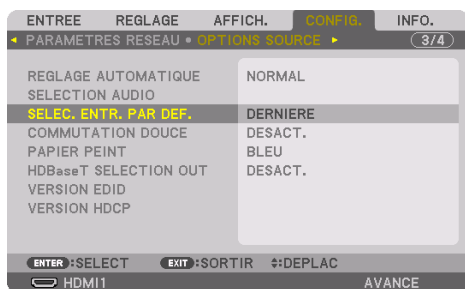 ENTREE REGLAGE AFFICH. CONFIG. INFO.
PARAMETRES RESEAU • OPTIONS SOURCE 3/4
REGLAGE AUTOMATIQUE NORMAL
SELECTION AUDIO
SELEC. ENTR. PAR DEF. DERNIERE
COMMUTATION DOUCE DESACT.
PAPIER PEINT BLEU
HDBaseT SELECTION OUT DESACT.
VERSION EDID
VERSION HDCP
ENTER :SELECT EXIT :SORTIR :DEPLAC
HDMI1 AVANCE